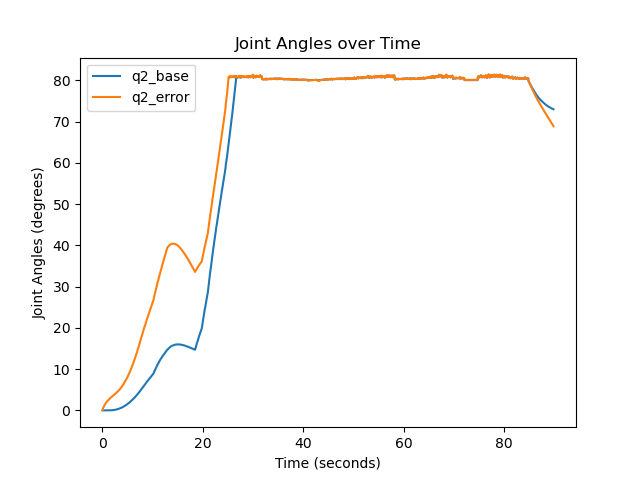 Joint Angles over Time
q2_base
q2_error
Joint Angles (degrees)
80
70
60
50
40
30
20
10
0
0 20 40 60 80
Time (seconds)